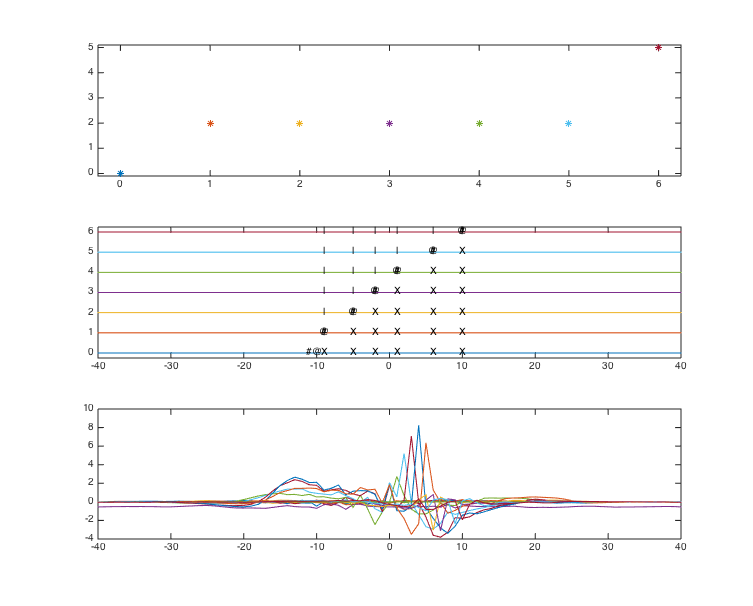 5
4
3
2
1
0
0 1 2 3 4 5 6
6 | | | | | | #
5 | | | | # X
4 | | | # X X
3 | | # X X X
2 | # X X X X
1 # X X X X X
0 # @ X X X X X X
-40 -30 -20 -10 0 10 20 30 40
10
8
6
4
2
0
-2
-4
-40 -30 -20 -10 0 10 20 30 40